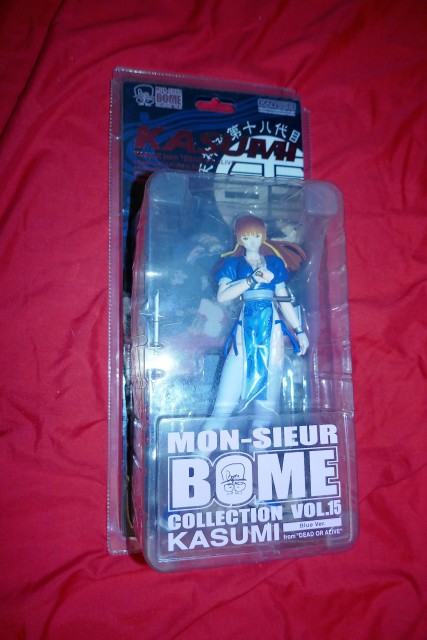 BOME
KASUMI
第十八代目
MON-SIEUR
BOME
COLLECTION VOL.15
KASUMI
Blue Ver.
from "DEAD OR ALIVE"